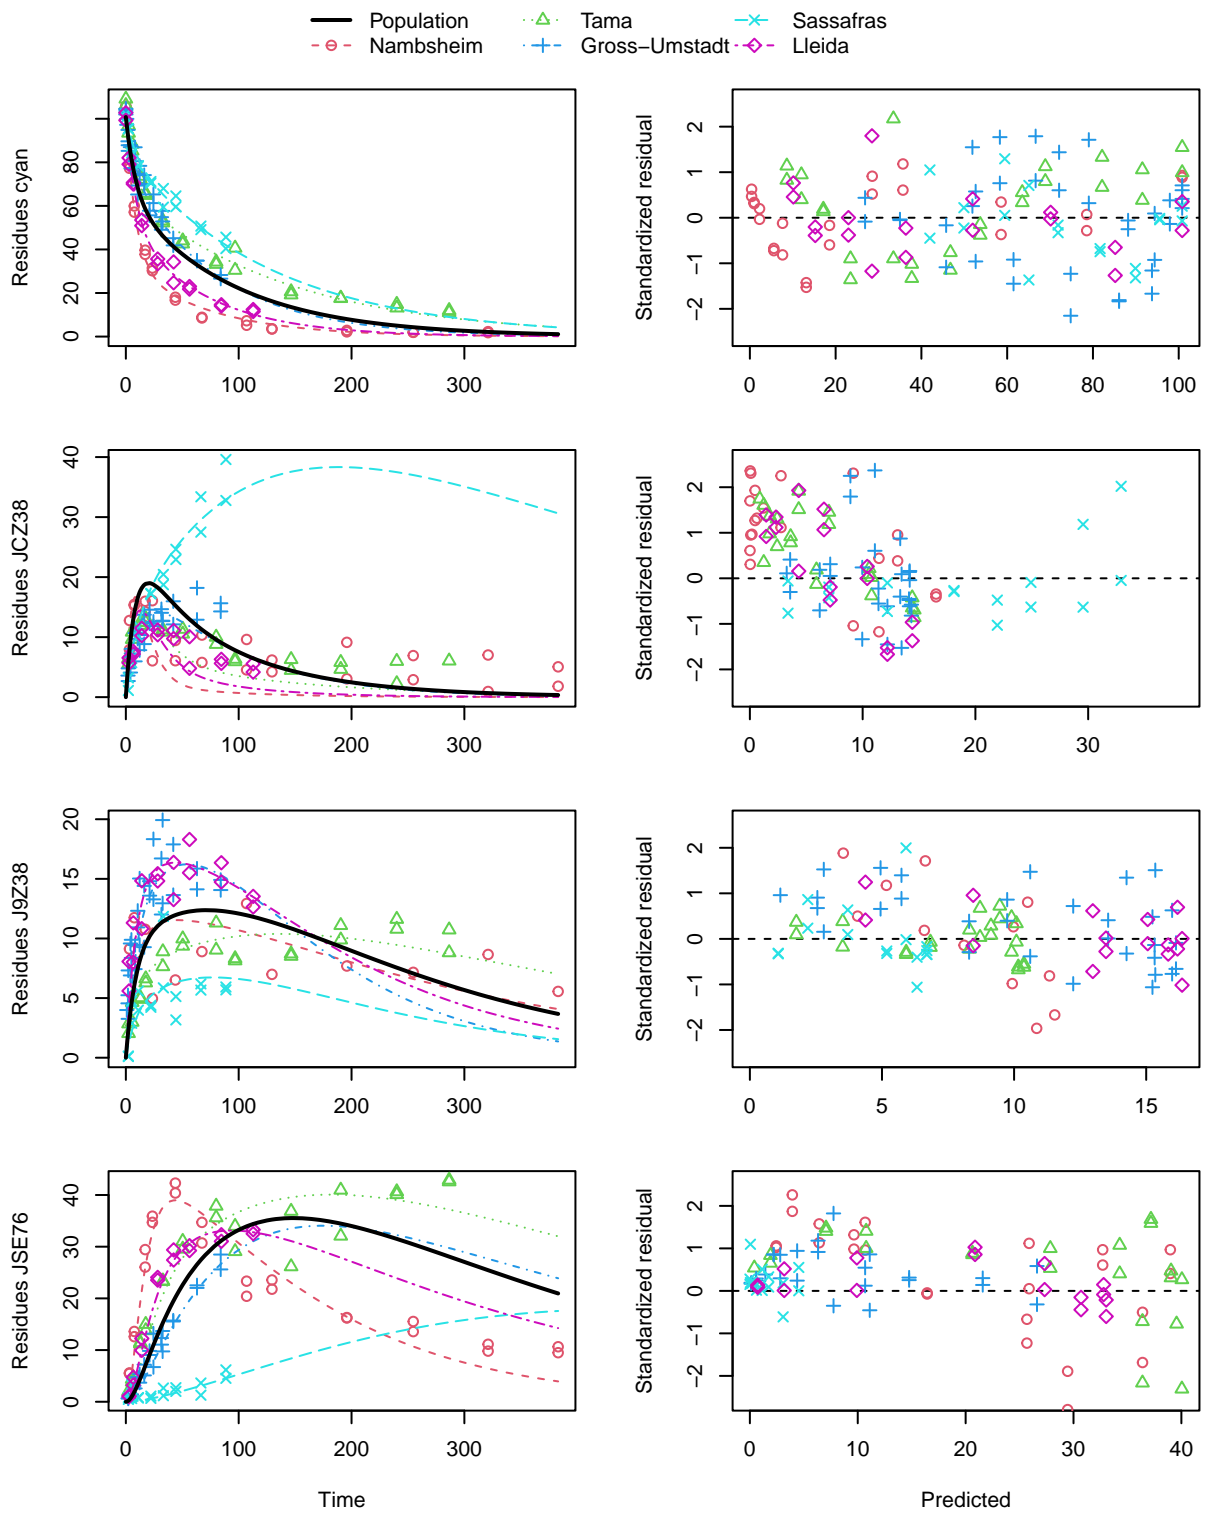 Population Tama Sassafras
Nambsheim Gross−Umstadt Lleida
Residues cyan
0 20 40 60 80
0 100 200 300
Standardized residual
−2 −1 0 1 2
0 20 40 60 80 100
Residues JCZ38
0 10 20 30 40
0 100 200 300
Standardized residual
−2 −1 0 1 2
0 10 20 30
Residues J9Z38
0 5 10 15 20
0 100 200 300
Standardized residual
−2 −1 0 1 2
0 5 10 15
Residues JSE76
0 10 20 30 40
0 100 200 300
Time
Standardized residual
−2 −1 0 1 2
0 10 20 30 40
Predicted